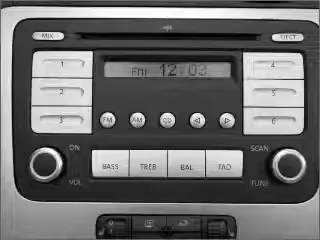 MIX
EJECT
1
4
FM1 12:03
2
5
3
FM
AM
CD
6
ON
SCAN
BASS
TREB
BAL
FAD
VOL
TUNE